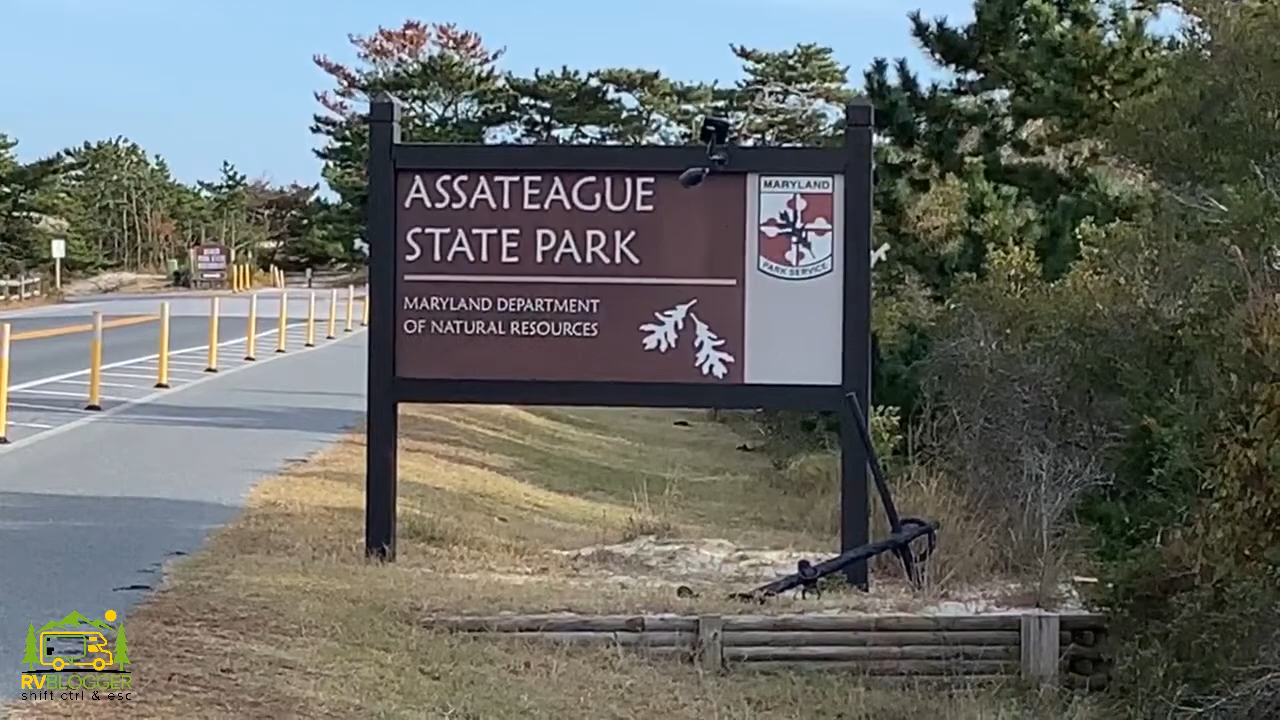 ASSATEAGUE
STATE PARK
MARYLAND DEPARTMENT
OF NATURAL RESOURCES
MARYLAND
PARK SERVICE
RVBLOGGER
shift ctrl & esc